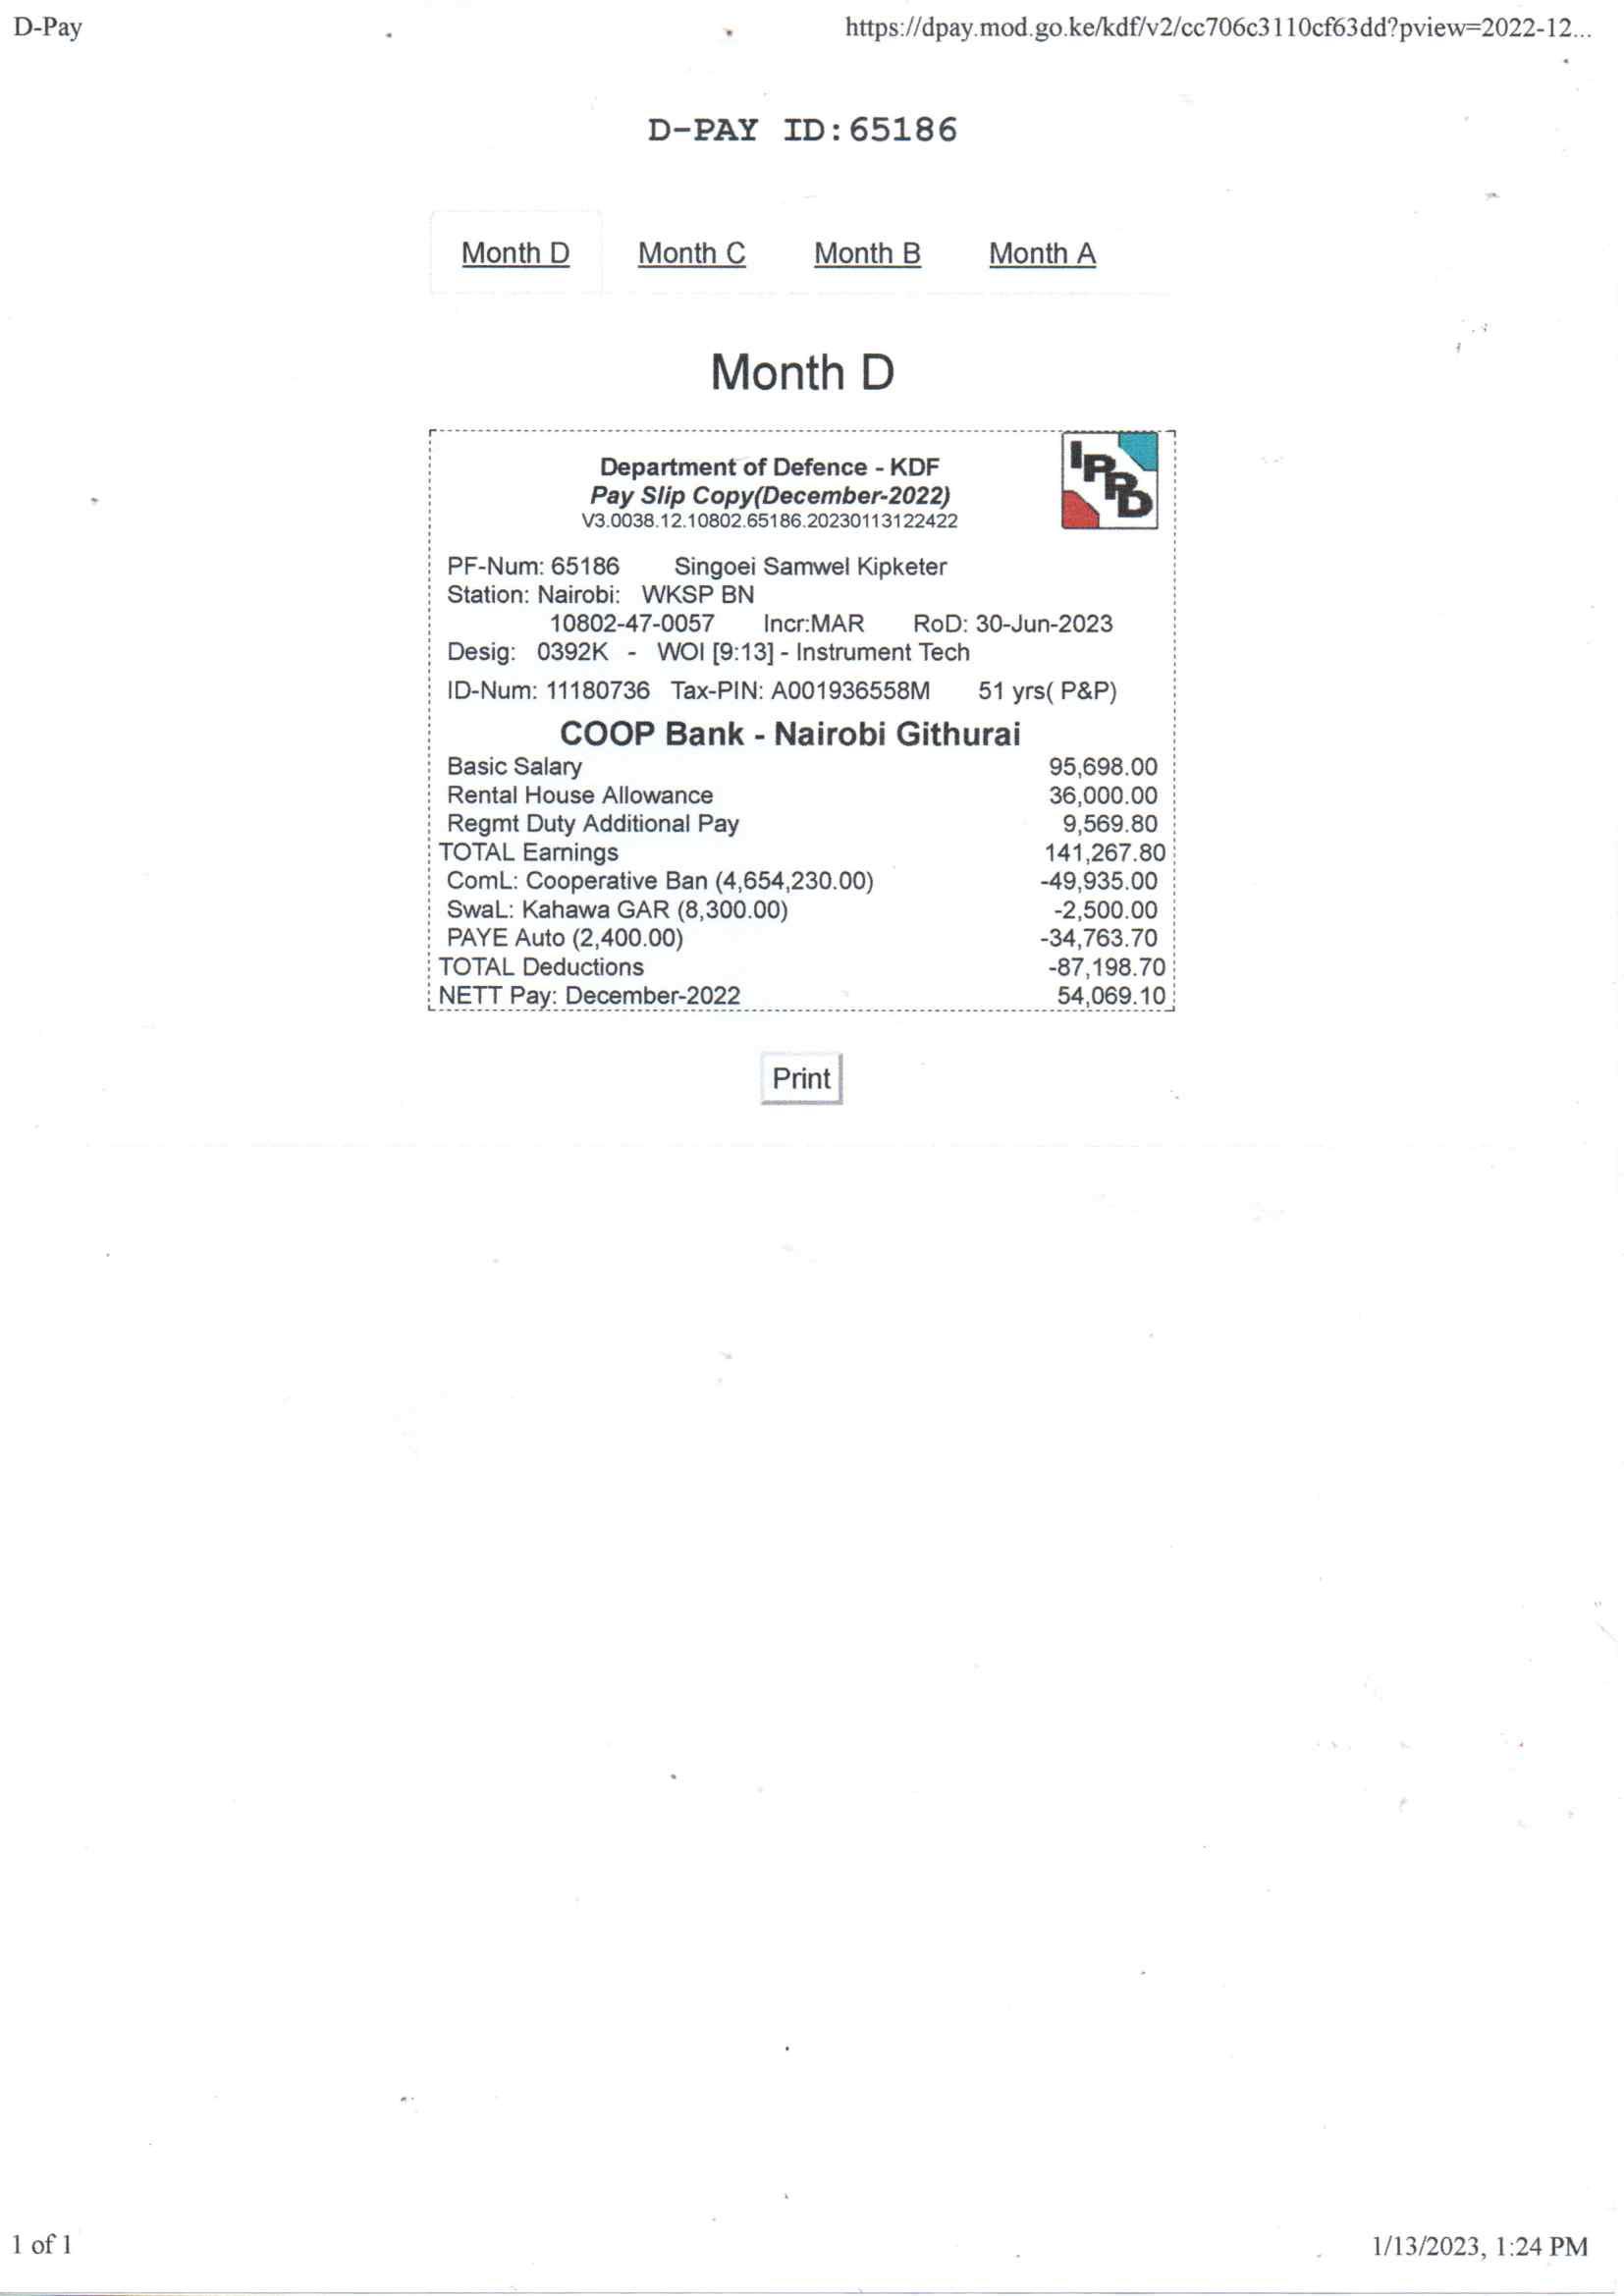 D-Pay https://dpay.mod.go.ke/kdf/v2/cc706c3110cf63dd?pview=2022-12...
D-PAY ID:65186
Month D Month C Month B Month A
Month D
IPPD
Department of Defence - KDF
Pay Slip Copy(December-2022)
V3.0038.12.10802.65186.20230113122422
PF-Num: 65186 Singoei Samwel Kipketer
Station: Nairobi: WKSP BN
10802-47-0057 Incr:MAR RoD: 30-Jun-2023
Desig: 0392K - WOI [9:13] - Instrument Tech
ID-Num: 11180736 Tax-PIN: A001936558M 51 yrs( P&P)
COOP Bank - Nairobi Githurai
Basic Salary 95,698.00
Rental House Allowance 36,000.00
Regmt Duty Additional Pay 9,569.80
TOTAL Earnings 141,267.80
ComL: Cooperative Ban (4,654,230.00) -49,935.00
SwaL: Kahawa GAR (8,300.00) -2,500.00
PAYE Auto (2,400.00) -34,763.70
TOTAL Deductions -87,198.70
NETT Pay: December-2022 54,069.10
Print
1 of 1 1/13/2023, 1:24 PM